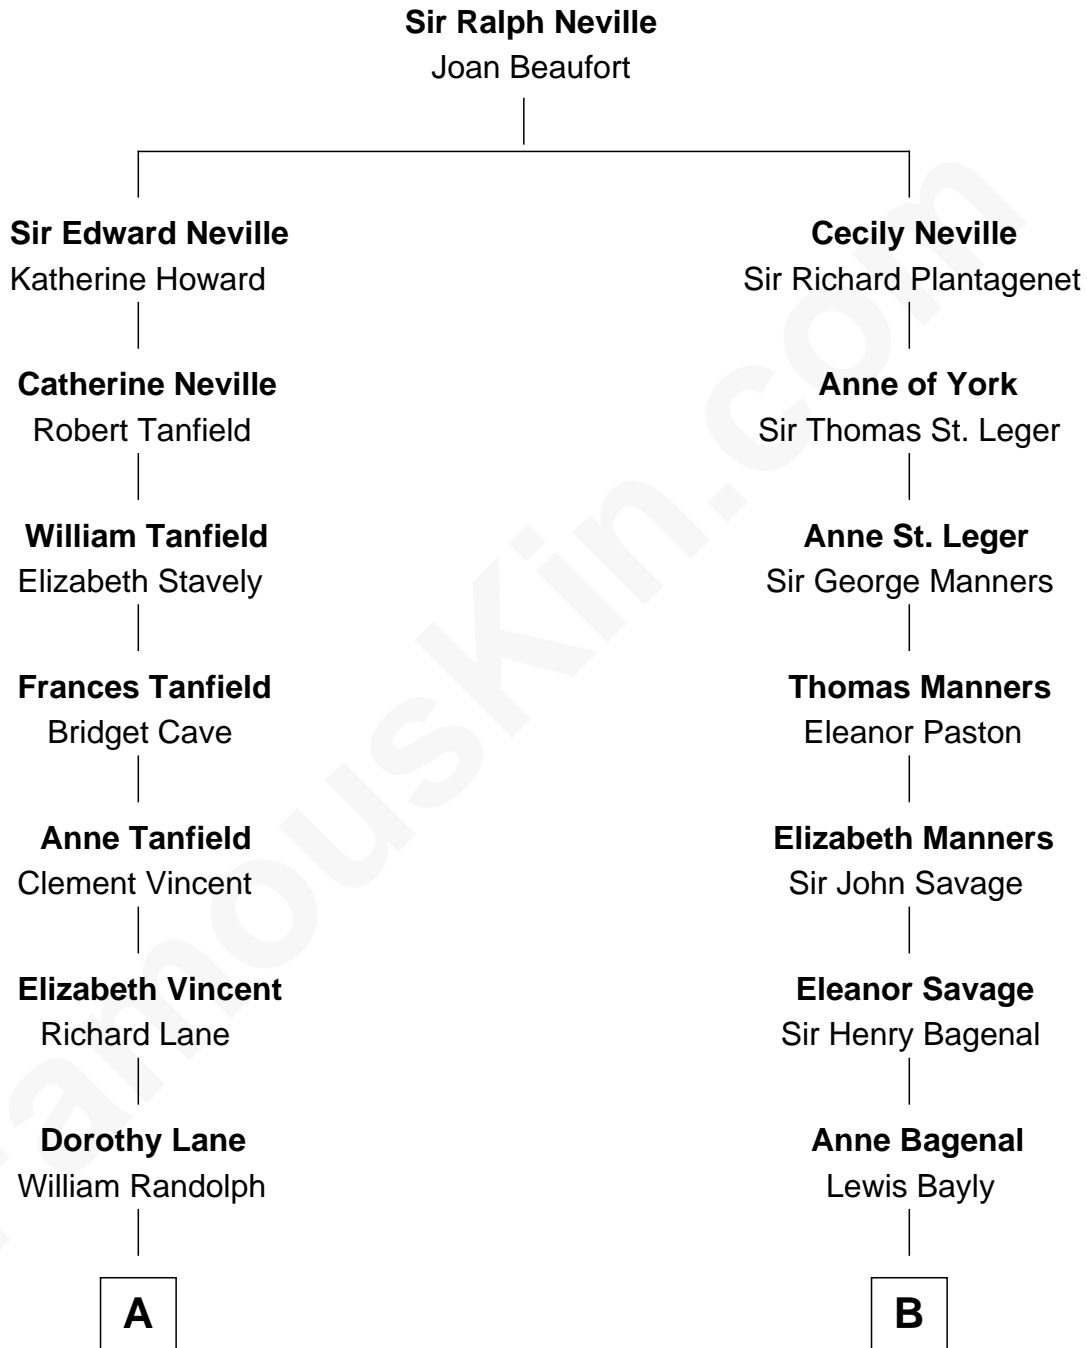 Sir Ralph Neville
Joan Beaufort
Sir Edward Neville
Katherine Howard
Cecily Neville
Sir Richard Plantagenet
Catherine Neville
Robert Tanfield
Anne of York
Sir Thomas St. Leger
William Tanfield
Elizabeth Stavely
Anne St. Leger
Sir George Manners
Frances Tanfield
Bridget Cave
Thomas Manners
Eleanor Paston
Anne Tanfield
Clement Vincent
Elizabeth Manners
Sir John Savage
Elizabeth Vincent
Richard Lane
Eleanor Savage
Sir Henry Bagenal
Dorothy Lane
William Randolph
Anne Bagenal
Lewis Bayly
A
B
FamousKin.com